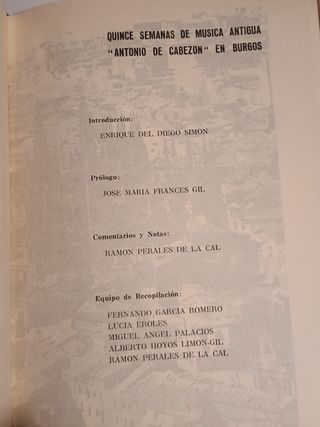 QUINCE SEMANAS DE MUSICA ANTIGUA
"ANTONIO DE CABEZON" EN BURGOS
Introducción:
ENRIQUE DEL DIEGO SIMON
Prólogo:
JOSE MARIA FRANCES GIL
Comentarios y Notas:
RAMON PERALES DE LA CAL
Equipo de Recopilación:
FERNANDO GARCIA ROMERO
LUCIA EROLES
MIGUEL ANGEL PALACIOS
ALBERTO HOYOS LIMON-GIL
RAMON PERALES DE LA CAL